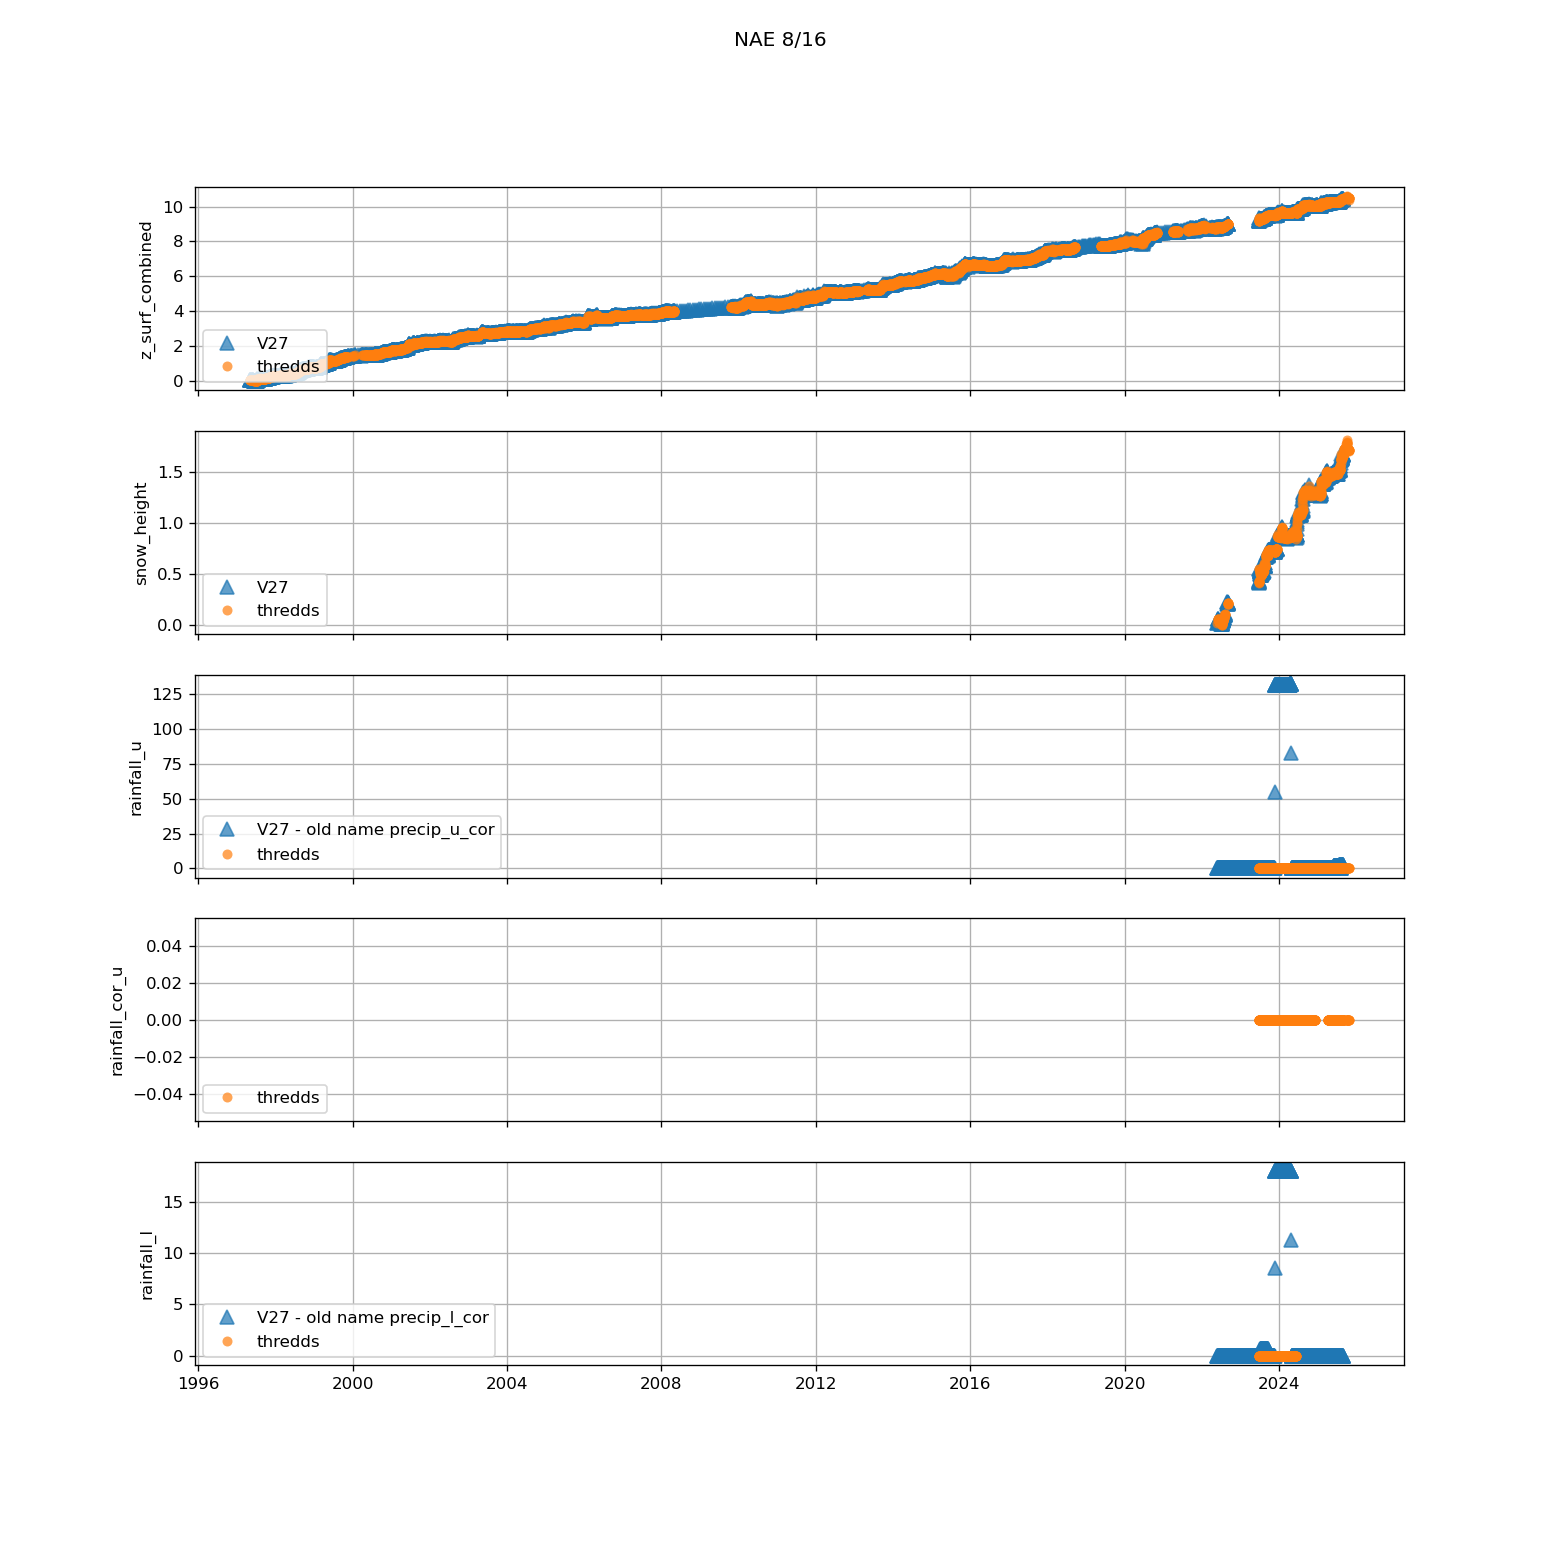 NAE 8/16
z_surf_combined
10
8
6
4
2
0
V27
thredds
snow_height
1.5
1.0
0.5
0.0
V27
thredds
rainfall_u
125
100
75
50
25
0
V27 - old name precip_u_cor
thredds
rainfall_cor_u
0.04
0.02
0.00
−0.02
−0.04
thredds
rainfall_l
15
10
5
0
V27 - old name precip_l_cor
thredds
1996 2000 2004 2008 2012 2016 2020 2024